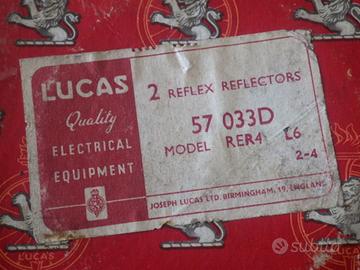 LUCAS
Quality
ELECTRICAL
EQUIPMENT
2 REFLEX REFLECTORS
57 033D
MODEL RER4 L6
2-4
JOSEPH LUCAS LTD. BIRMINGHAM, 19, ENGLAND
LUCAS
subito